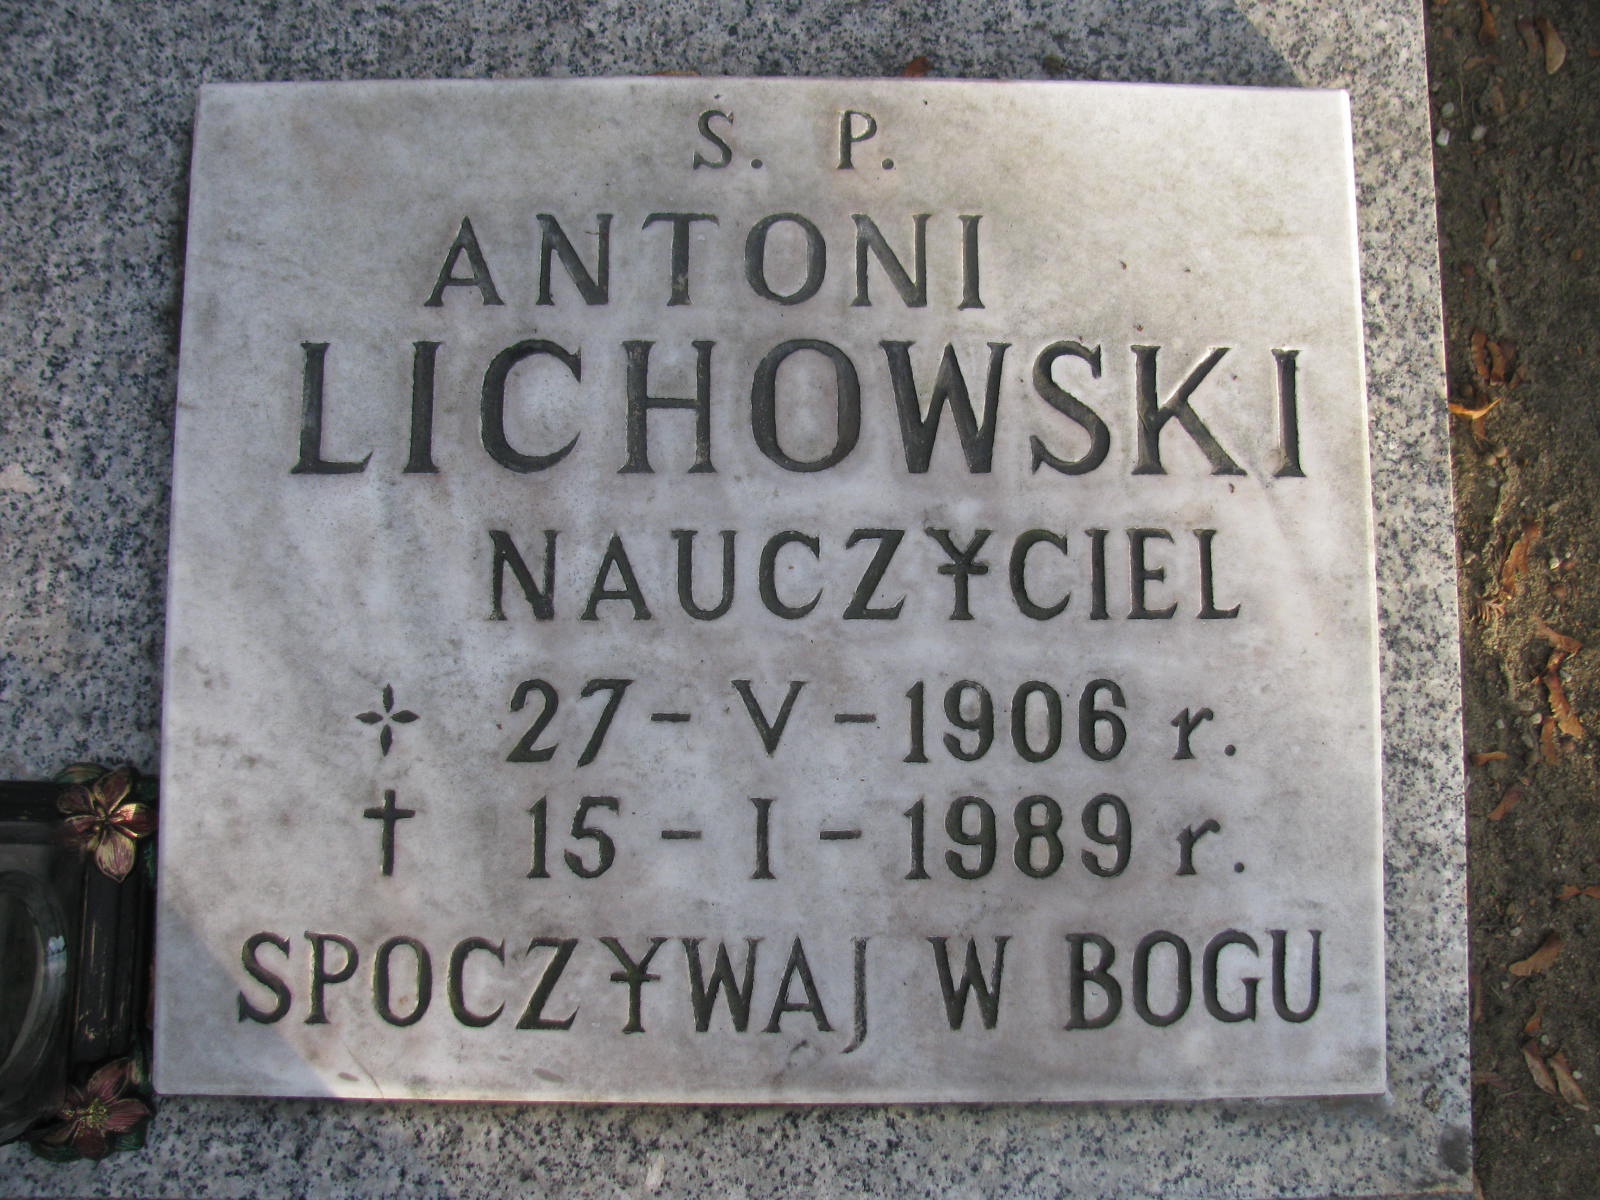 Ś. P.
ANTONI
LICHOWSKI
NAUCZYCIEL
27 - V - 1906 r.
✝ 15 - I - 1989 r.
SPOCZYWAJ W BOGU